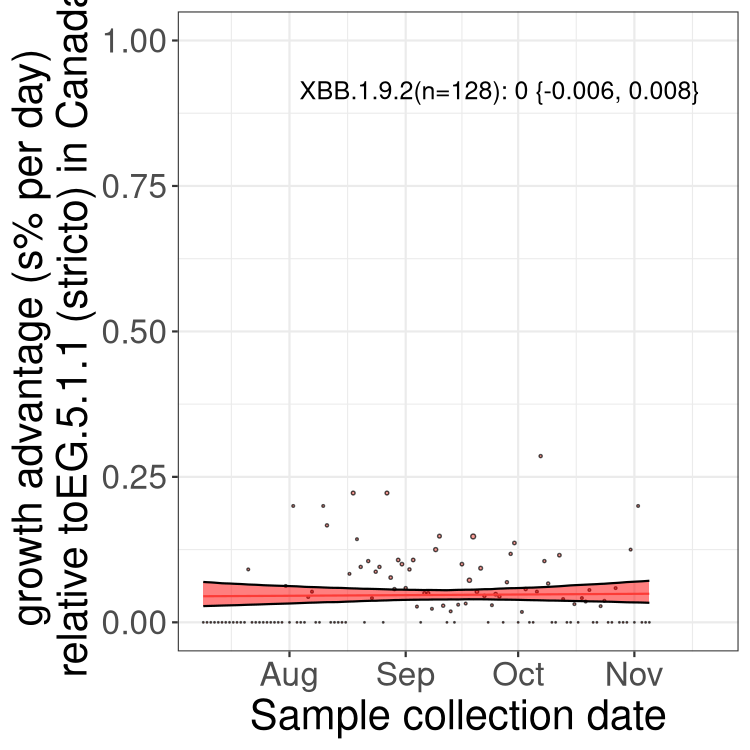 growth advantage (s% per day)
relative toEG.5.1.1 (stricto) in Canada
1.00
0.75
0.50
0.25
0.00
XBB.1.9.2(n=128): 0 {-0.006, 0.008}
Aug Sep Oct Nov
Sample collection date